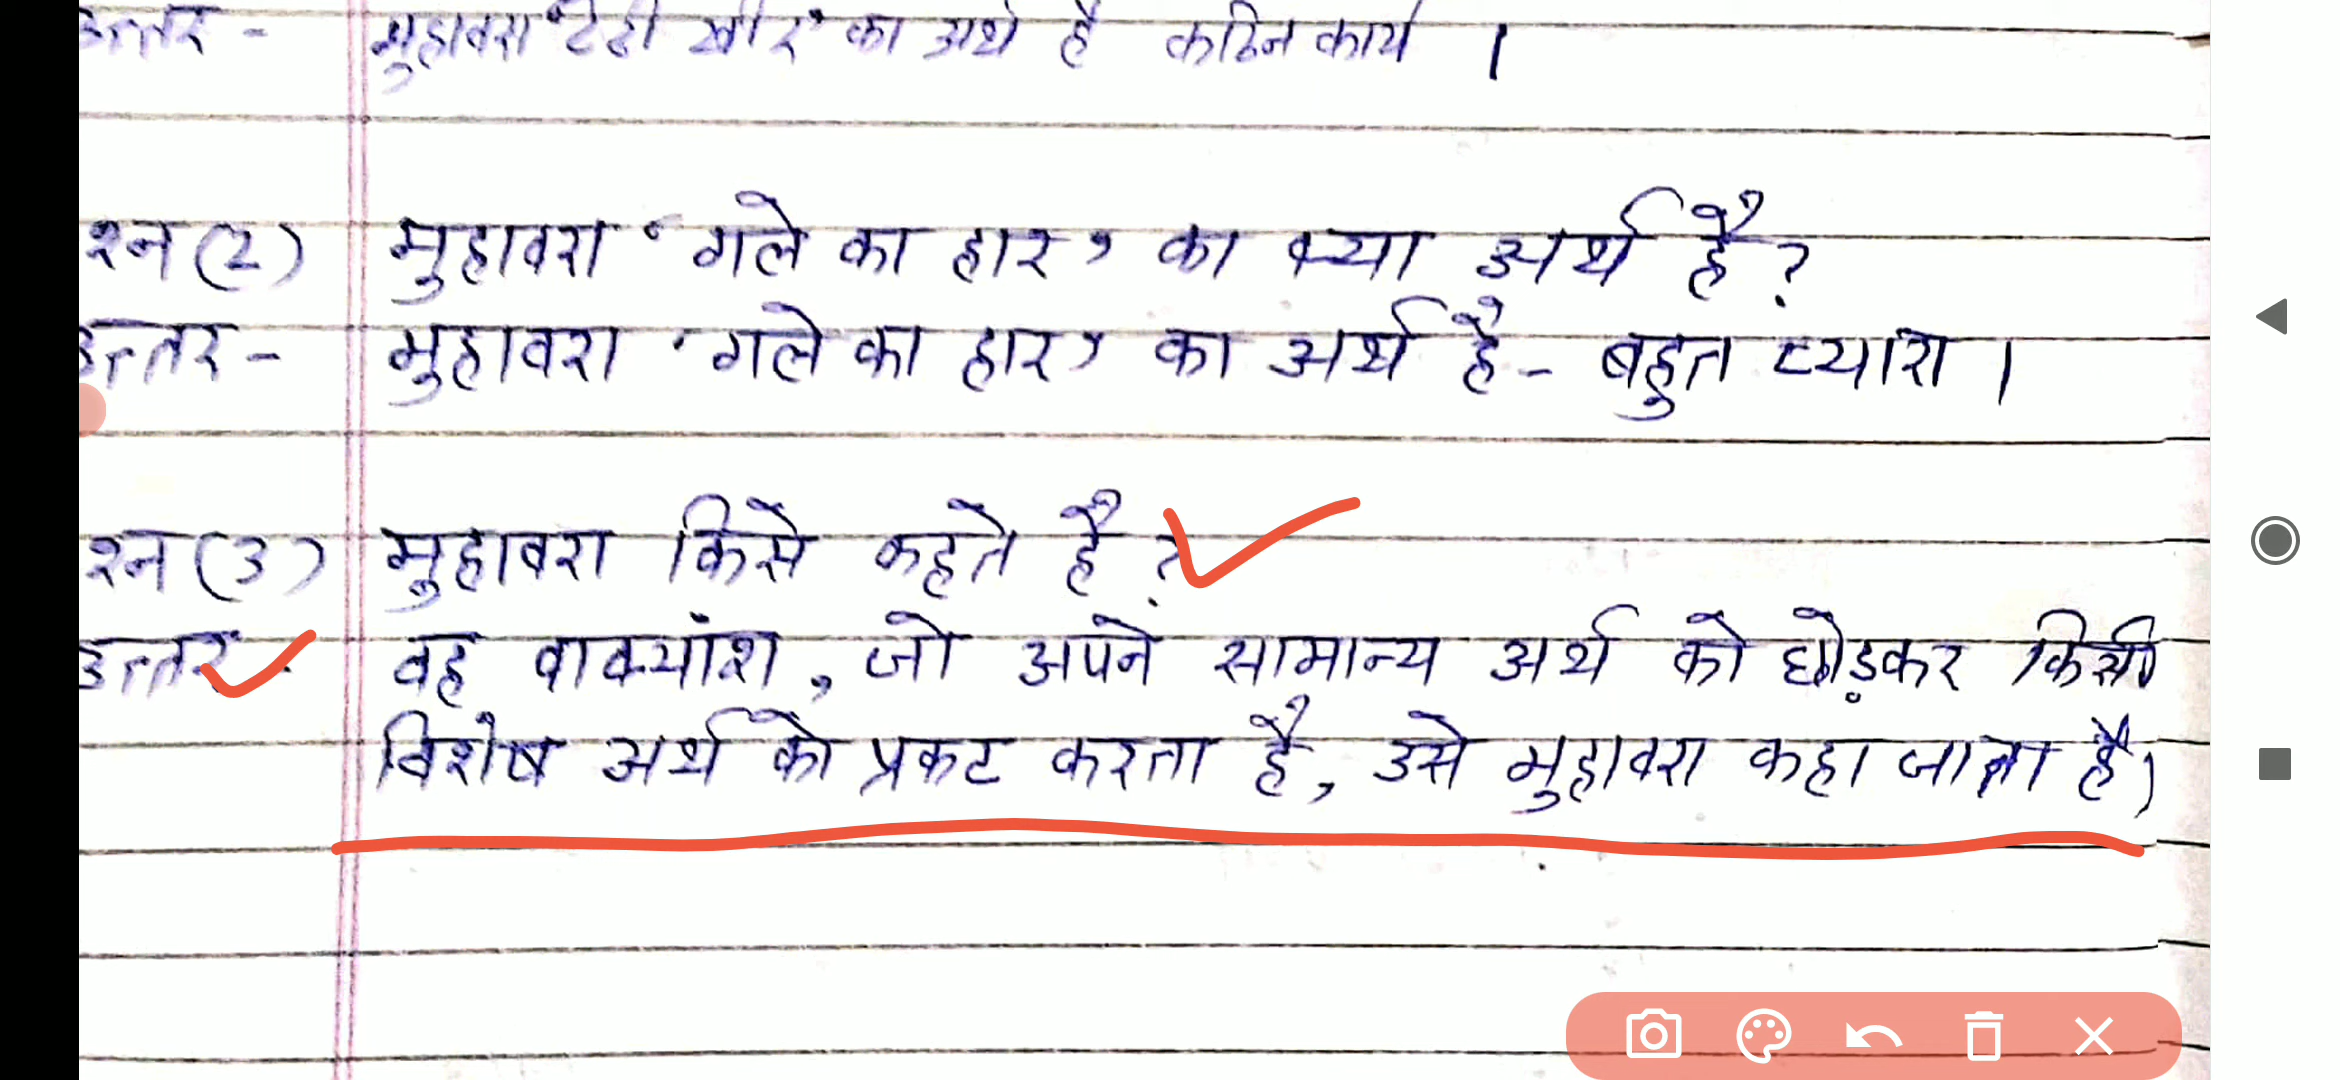 उत्तर - मुहावरा 'टेढ़ी खीर' का अर्थ है कठिन कार्य ।
श्न (2) मुहावरा 'गले का हार' का क्या अर्थ है ?
उत्तर - मुहावरा 'गले का हार' का अर्थ है - बहुत प्यारा ।
श्न (3) मुहावरा किसे कहते हैं ?
उत्तर - वह वाक्यांश, जो अपने सामान्य अर्थ को छोड़कर किसी
विशेष अर्थ को प्रकट करता है, उसे मुहावरा कहा जाता है।